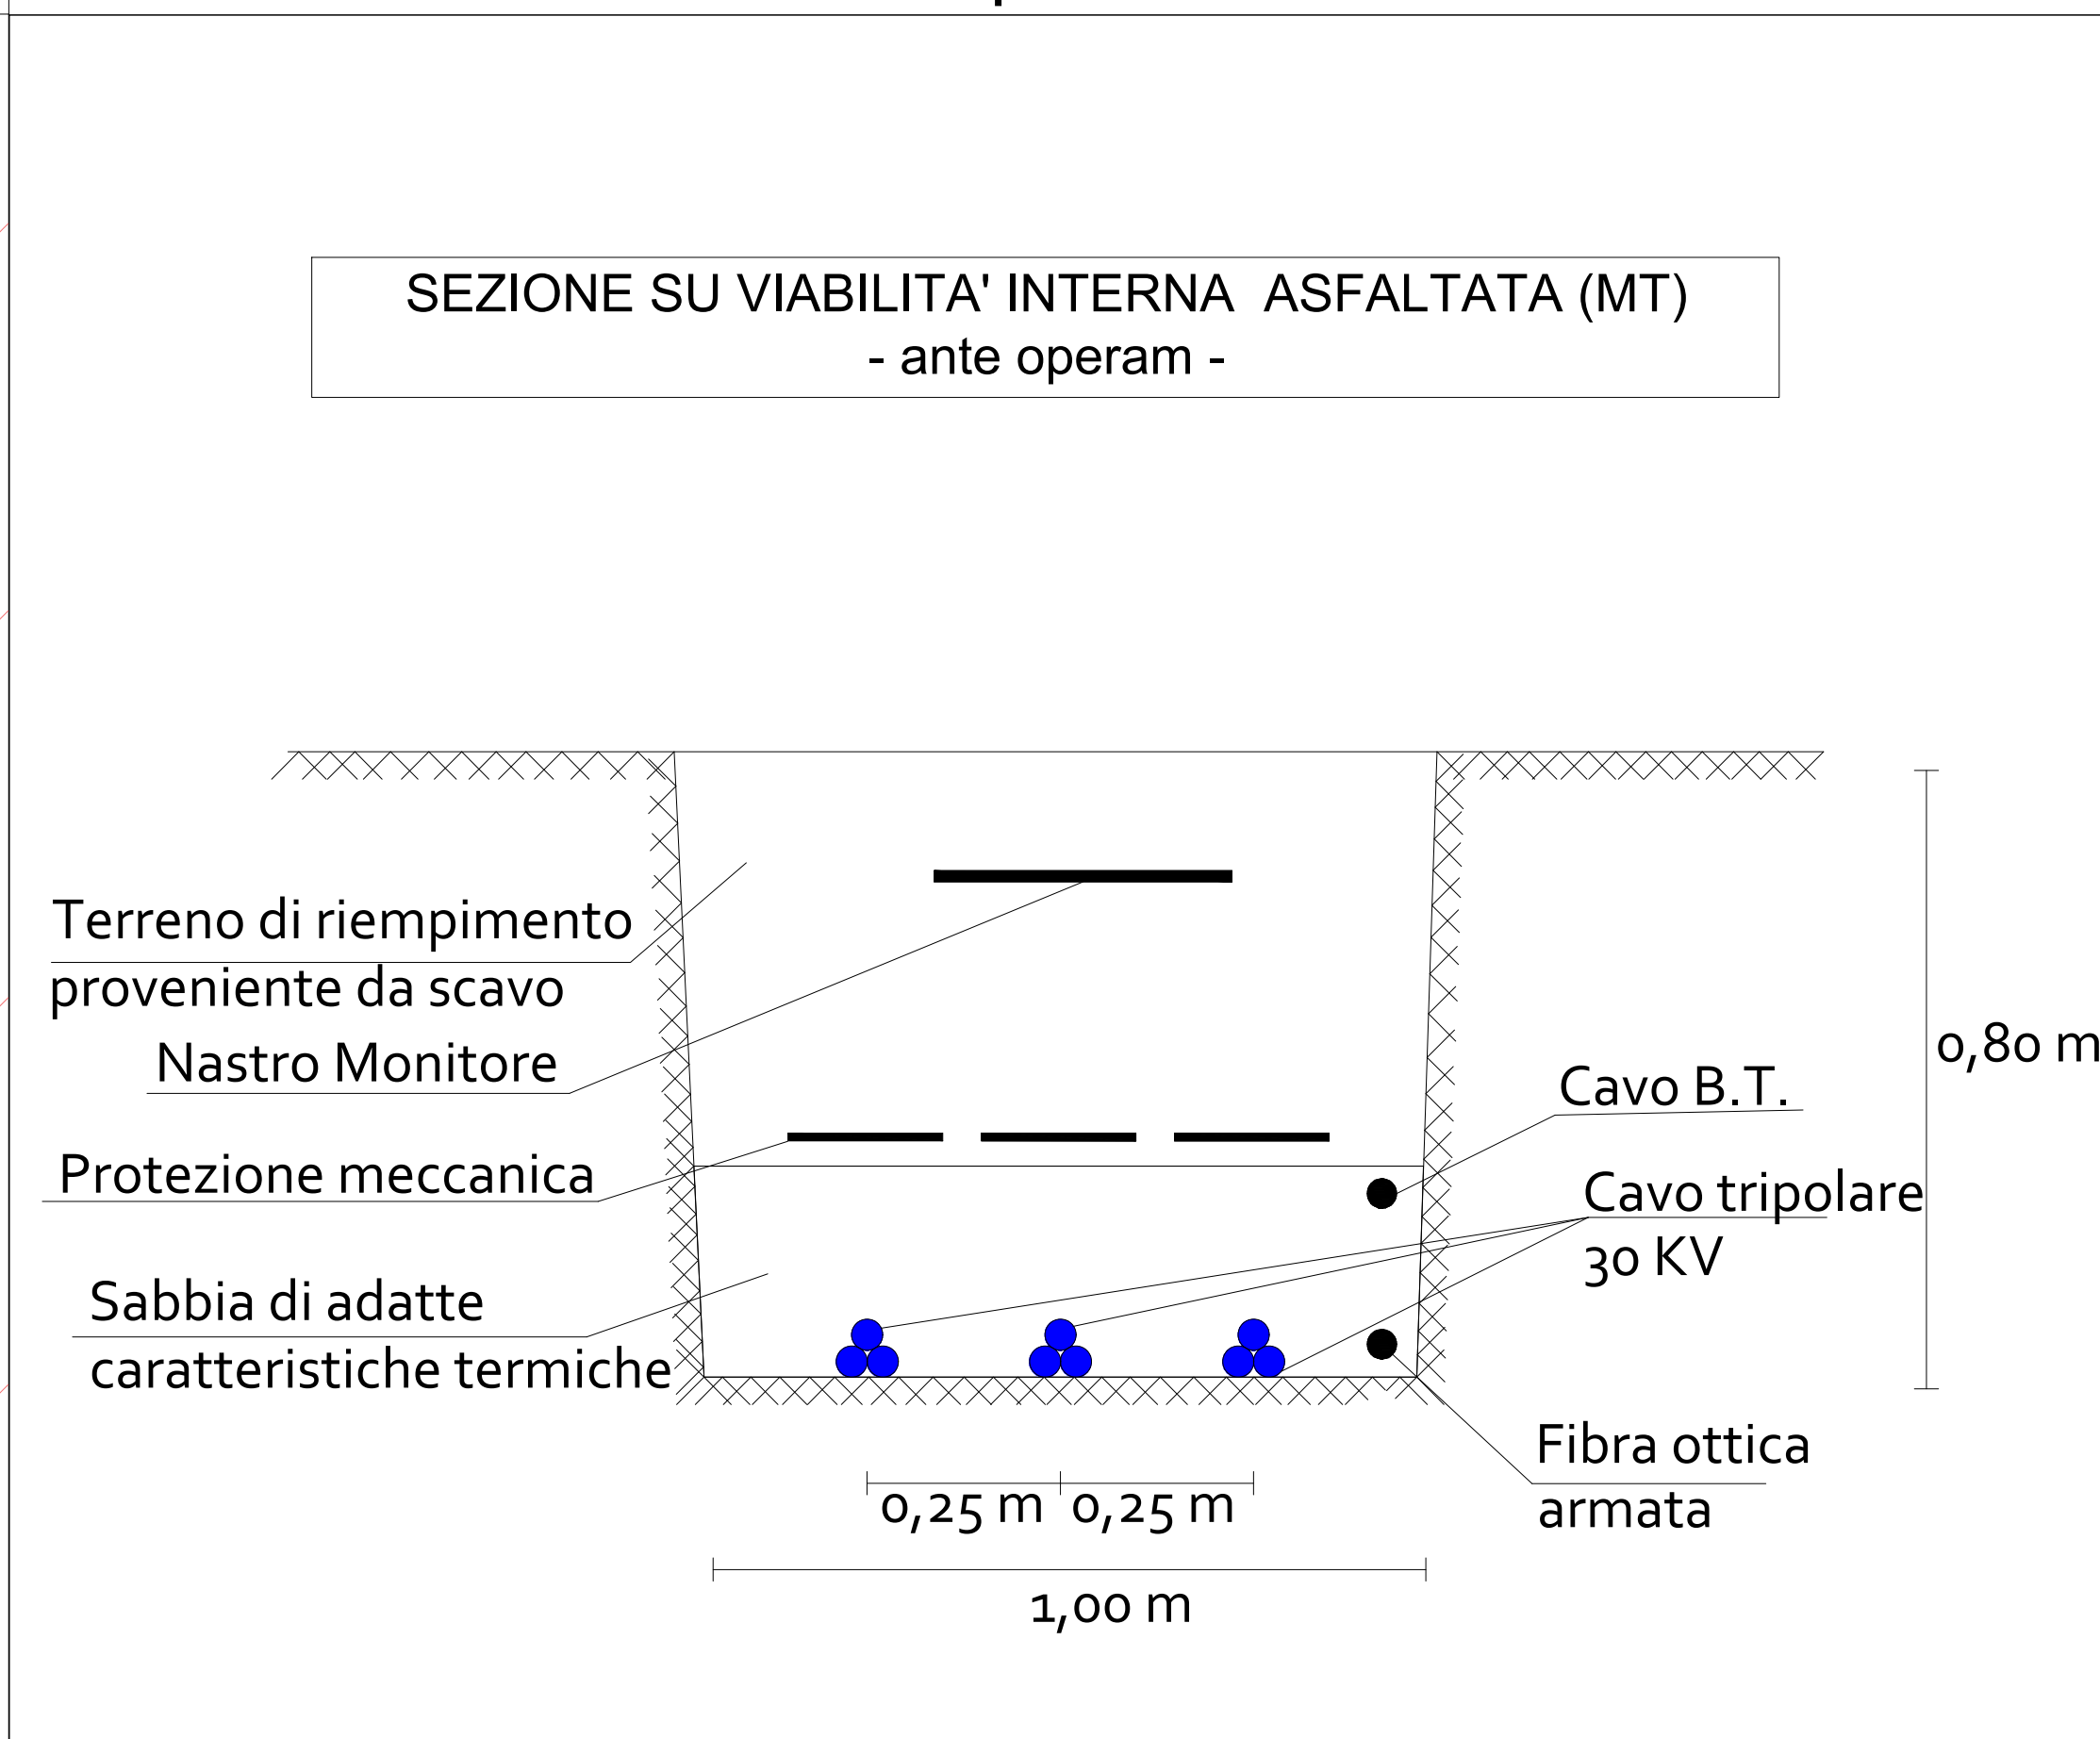 SEZIONE SU VIABILITA' INTERNA ASFALTATA (MT)
- ante operam -
Terreno di riempimento
proveniente da scavo
Nastro Monitore
Protezione meccanica
Sabbia di adatte
caratteristiche termiche
Cavo B.T.
Cavo tripolare
30 KV
0,80 m
Fibra ottica
armata
0,25 m 0,25 m
1,00 m